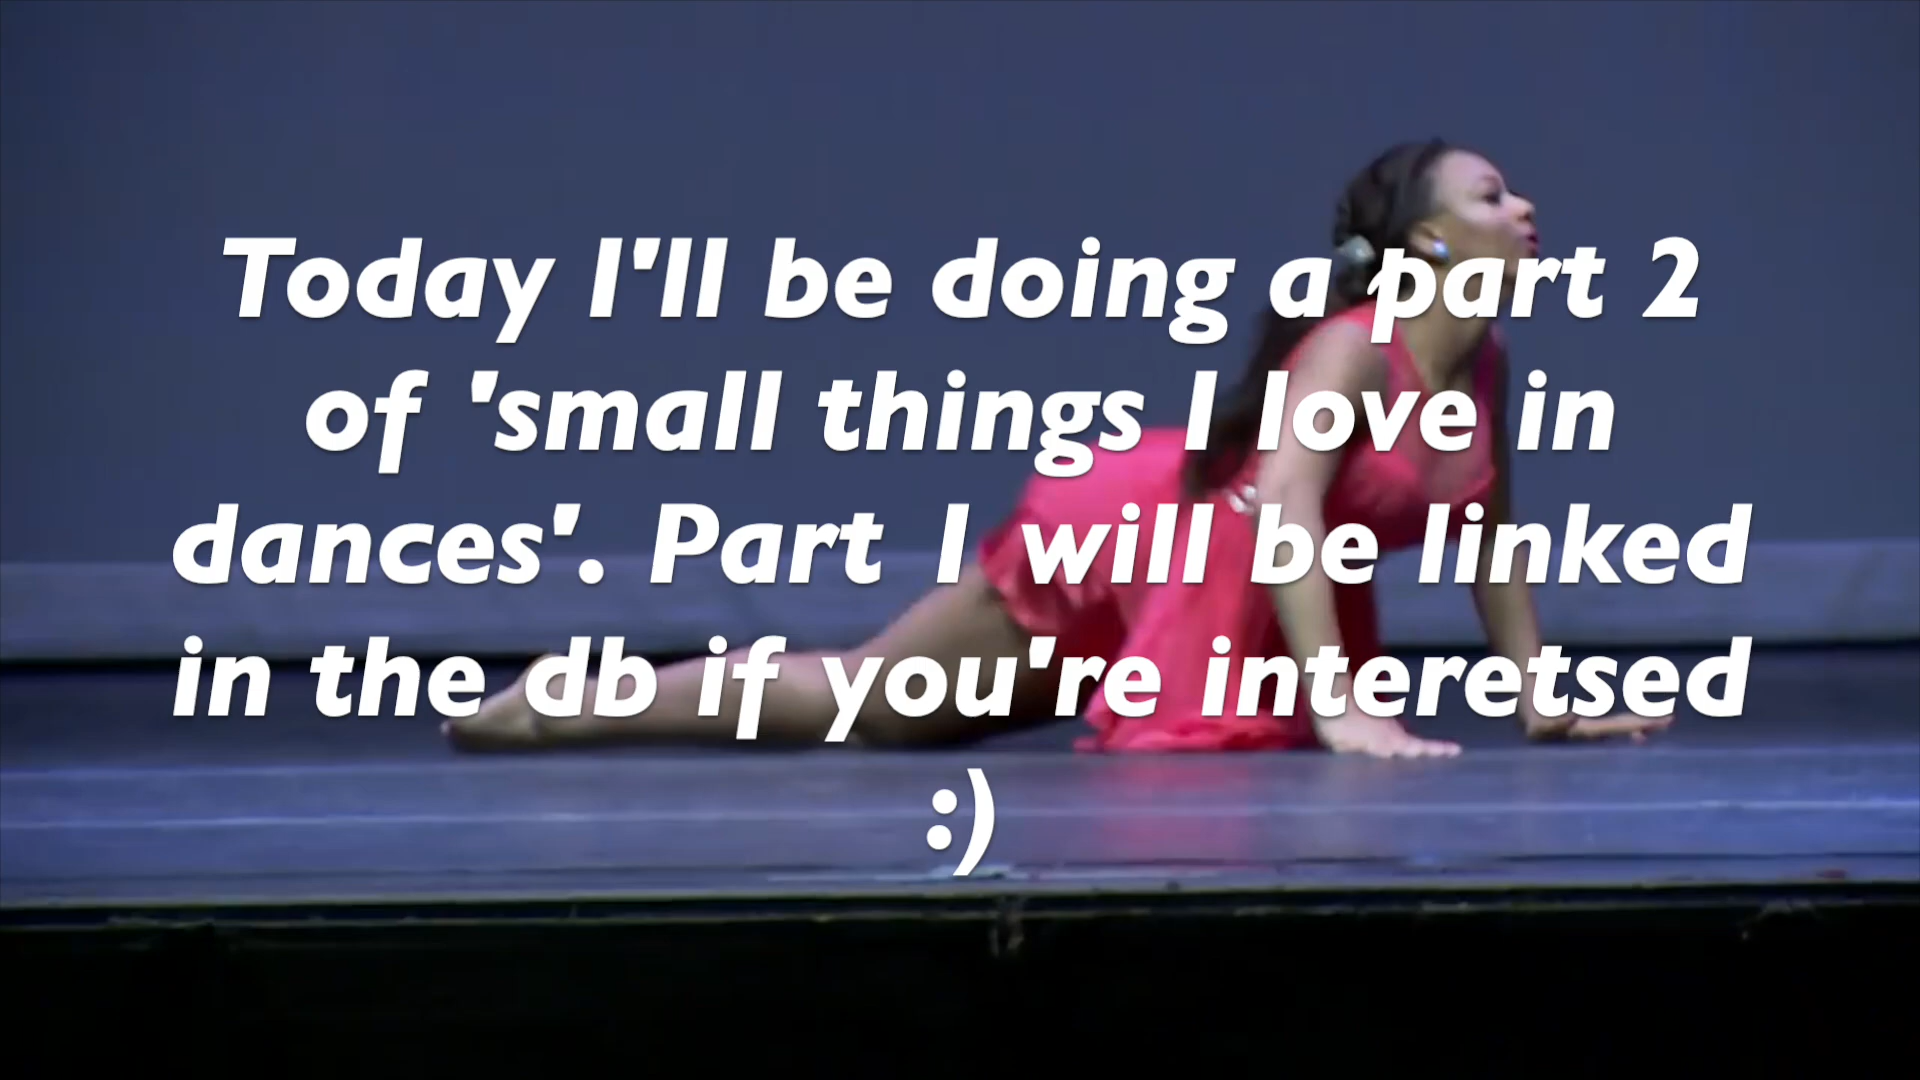 Today I'll be doing a part 2
of 'small things I love in
dances'. Part 1 will be linked
in the db if you're interetsed
:)